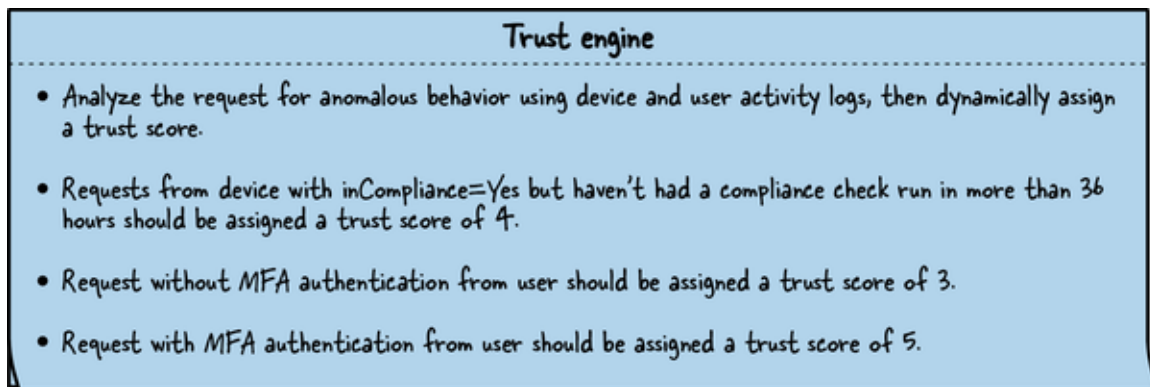 Trust engine
• Analyze the request for anomalous behavior using device and user activity logs, then dynamically assign
a trust score.
• Requests from device with inCompliance=Yes but haven't had a compliance check run in more than 36
hours should be assigned a trust score of 4.
• Request without MFA authentication from user should be assigned a trust score of 3.
• Request with MFA authentication from user should be assigned a trust score of 5.